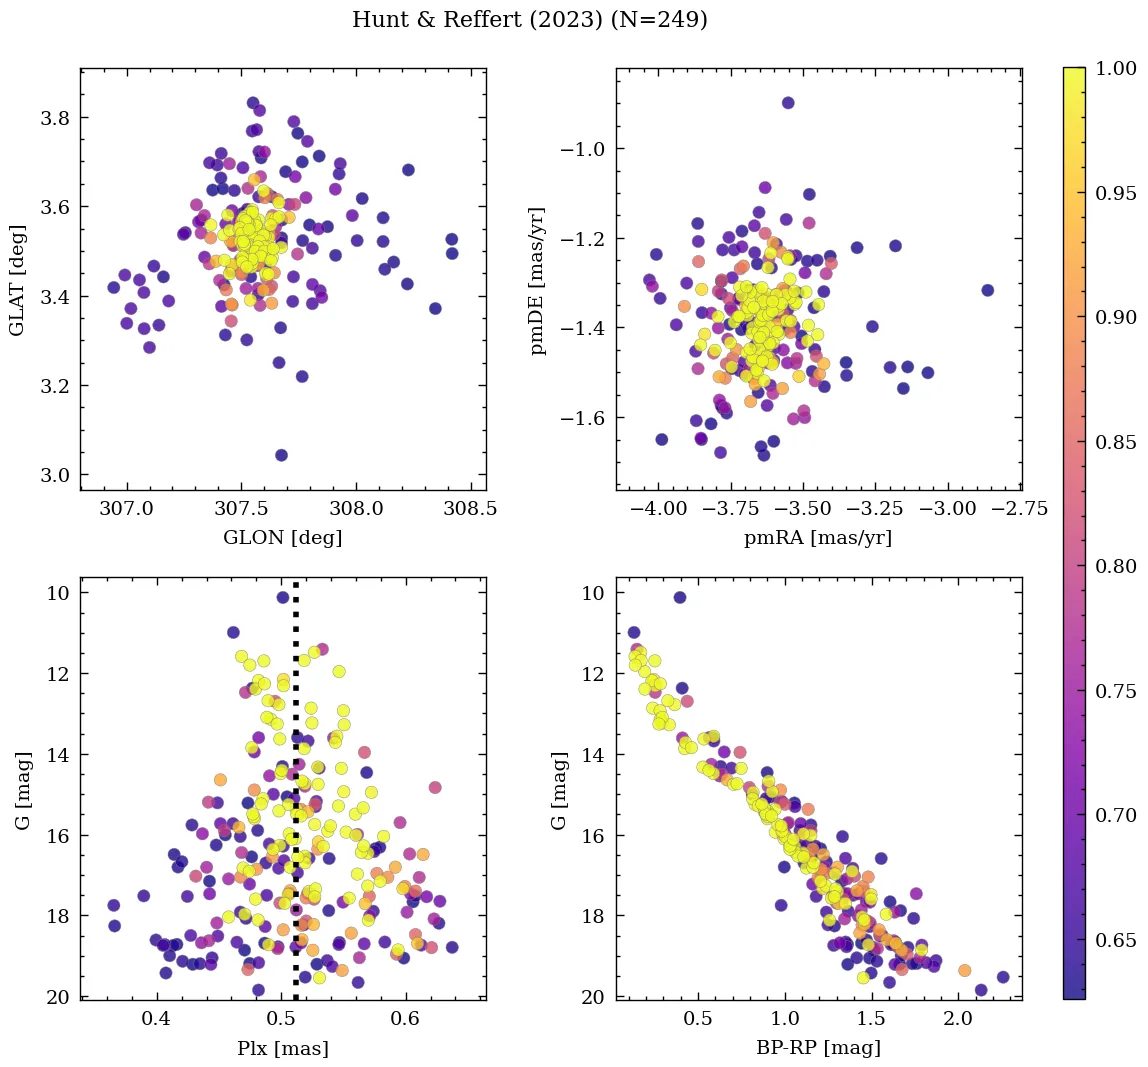 Hunt & Reffert (2023) (N=249)
3.8
3.6
3.4
3.2
3.0
GLAT [deg]
307.0 307.5 308.0 308.5
GLON [deg]
−1.0
−1.2
−1.4
−1.6
pmDE [mas/yr]
−4.00 −3.75 −3.50 −3.25 −3.00 −2.75
pmRA [mas/yr]
10
12
14
16
18
20
G [mag]
0.4 0.5 0.6
Plx [mas]
10
12
14
16
18
20
G [mag]
0.5 1.0 1.5 2.0
BP-RP [mag]
1.00
0.95
0.90
0.85
0.80
0.75
0.70
0.65